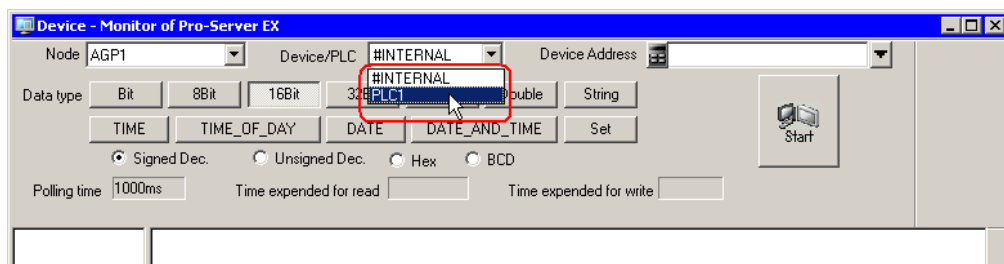 Device - Monitor of Pro-Server EX
Node AGP1 Device/PLC #INTERNAL Device Address
#INTERNAL
PLC1
Data type Bit 8Bit 16Bit 32B Double String
TIME TIME_OF_DAY DATE DATE_AND_TIME Set
Signed Dec. Unsigned Dec. Hex BCD
Start
Polling time 1000ms Time expended for read Time expended for write